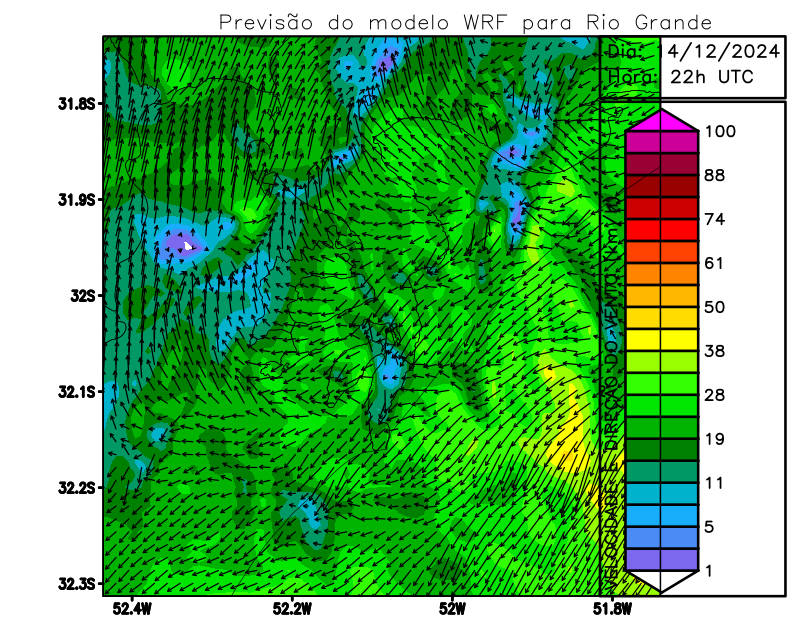 Previsão do modelo WRF para Rio Grande
Dia: 14/12/2024
Hora: 22h UTC
31.8S
31.9S
32S
32.1S
32.2S
32.3S
52.4W
52.2W
52W
51.8W
100
88
74
61
50
38
28
19
11
5
1
VELOCIDADE E DIREÇÃO DO VENTO (km/h)